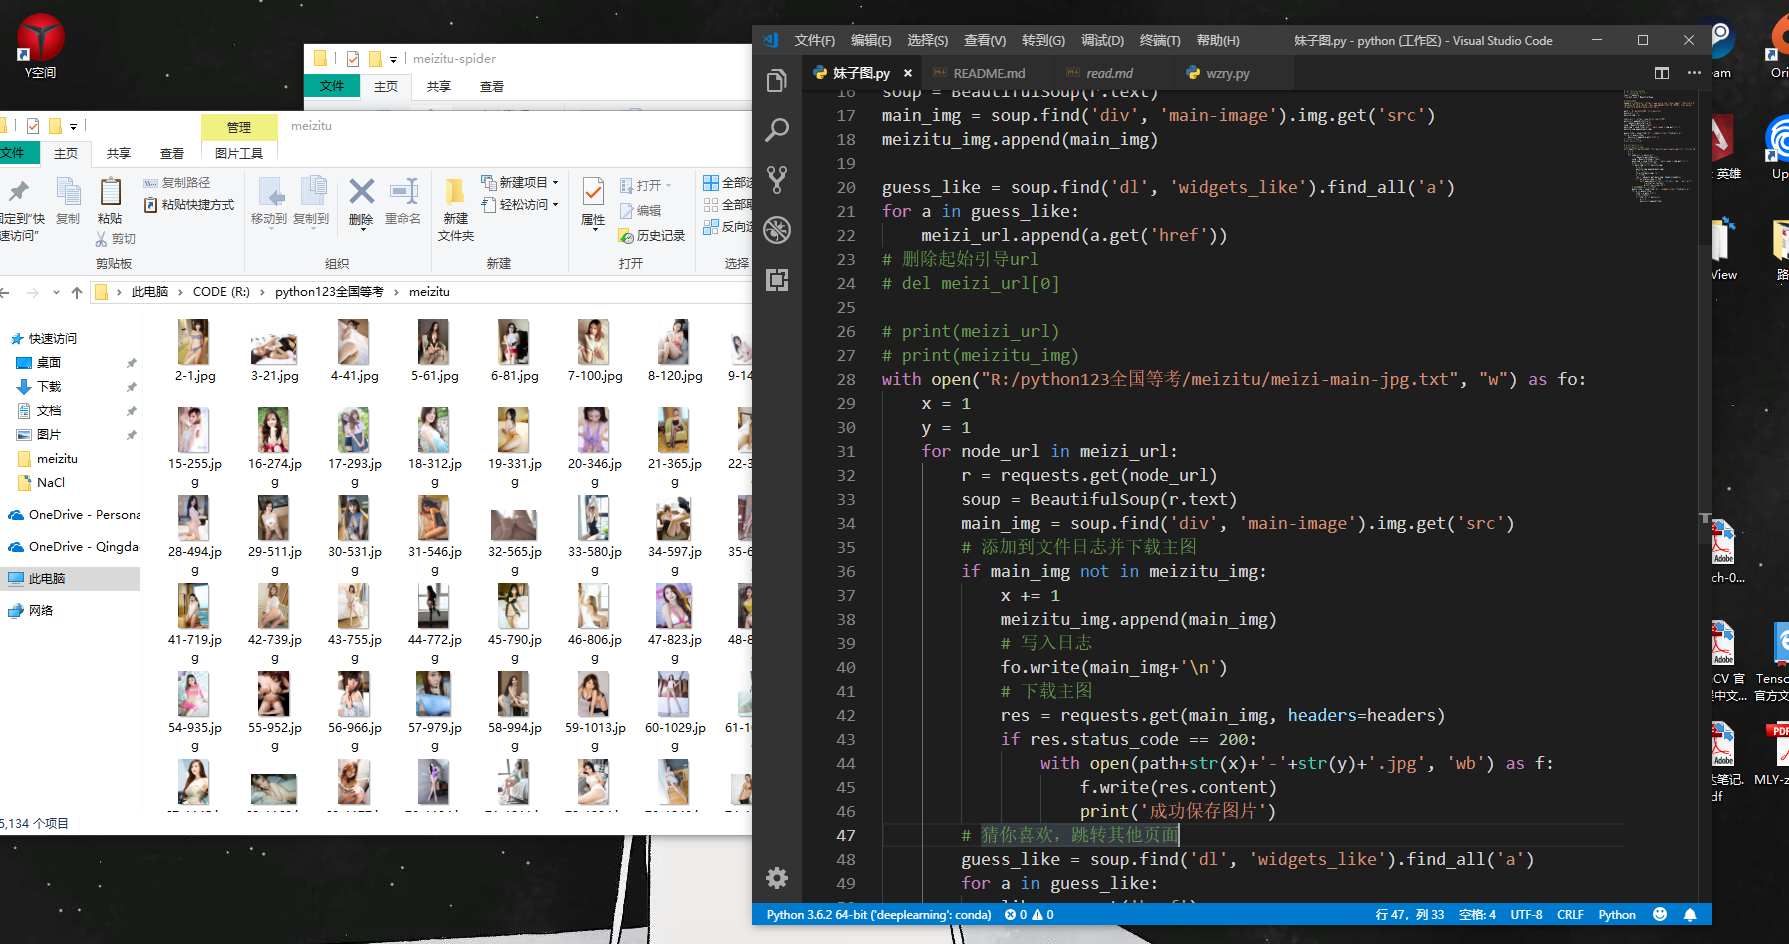 Y空间
meizitu-spider
文件 主页 共享 查看
管理 meizitu
文件 主页 共享 查看 图片工具
复制 粘贴 复制路径 粘贴快捷方式 剪切
速访问"
剪贴板
移动到 复制到 删除 重命名
组织
新建文件夹 新建项目 轻松访问
新建
属性 打开 编辑 历史记录
打开
选择
此电脑 CODE (R:) python123全国等考 meizitu
快速访问
桌面
下载
文档
图片
meizitu
NaCl
OneDrive - Persona
OneDrive - Qingda
此电脑
网络
2-1.jpg 3-21.jpg 4-41.jpg 5-61.jpg 6-81.jpg 7-100.jpg 8-120.jpg 9-14
15-255.jpg 16-274.jpg 17-293.jpg 18-312.jpg 19-331.jpg 20-346.jpg 21-365.jpg 22-3
28-494.jpg 29-511.jpg 30-531.jpg 31-546.jpg 32-565.jpg 33-580.jpg 34-597.jpg 35-6
41-719.jpg 42-739.jpg 43-755.jpg 44-772.jpg 45-790.jpg 46-806.jpg 47-823.jpg 48-8
54-935.jpg 55-952.jpg 56-966.jpg 57-979.jpg 58-994.jpg 59-1013.jpg 60-1029.jpg 61-1
5,134 个项目
文件(F) 编辑(E) 选择(S) 查看(V) 转到(G) 调试(D) 终端(T) 帮助(H) 妹子图.py - python (工作区) - Visual Studio Code
妹子图.py README.md read.md wzry.py
16 soup = BeautifulSoup(r.text)
17 main_img = soup.find('div', 'main-image').img.get('src')
18 meizitu_img.append(main_img)
19
20 guess_like = soup.find('dl', 'widgets_like').find_all('a')
21 for a in guess_like:
22 meizi_url.append(a.get('href'))
23 # 删除起始引导url
24 # del meizi_url[0]
25
26 # print(meizi_url)
27 # print(meizitu_img)
28 with open("R:/python123全国等考/meizitu/meizi-main-jpg.txt", "w") as fo:
29 x = 1
30 y = 1
31 for node_url in meizi_url:
32 r = requests.get(node_url)
33 soup = BeautifulSoup(r.text)
34 main_img = soup.find('div', 'main-image').img.get('src')
35 # 添加到文件日志并下载主图
36 if main_img not in meizitu_img:
37 x += 1
38 meizitu_img.append(main_img)
39 # 写入日志
40 fo.write(main_img+'\n')
41 # 下载主图
42 res = requests.get(main_img, headers=headers)
43 if res.status_code == 200:
44 with open(path+str(x)+'-'+str(y)+'.jpg', 'wb') as f:
45 f.write(res.content)
46 print('成功保存图片')
47 # 猜你喜欢，跳转其他页面
48 guess_like = soup.find('dl', 'widgets_like').find_all('a')
49 for a in guess_like:
Python 3.6.2 64-bit ('deeplearning': conda) 0 0 行 47，列 33 空格: 4 UTF-8 CRLF Python
eam Ori
英雄 Up
View 路
Adobe
ch-0...
Adobe
CV 官 Tenso
中文... 官方文
Adobe PDF
笔记. MLY-z
df